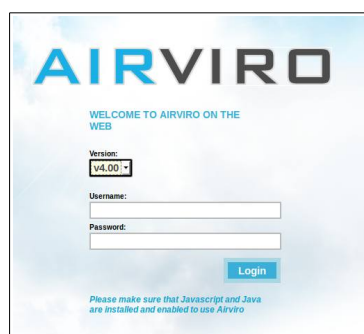 AIRVIRO
WELCOME TO AIRVIRO ON THE
WEB
Version:
v4.00
Username:
Password:
Login
Please make sure that Javascript and Java
are installed and enabled to use Airviro